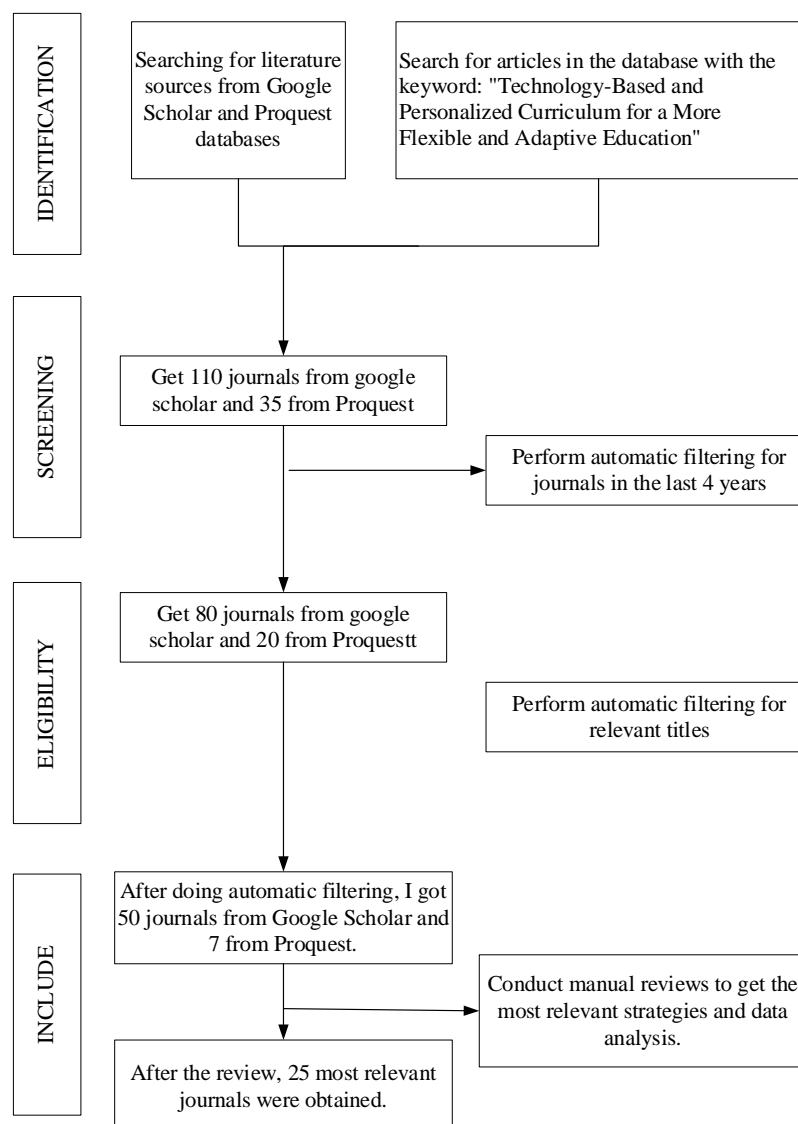 IDENTIFICATION
Searching for literature
sources from Google
Scholar and Proquest
databases
Search for articles in the database with the
keyword: "Technology-Based and
Personalized Curriculum for a More
Flexible and Adaptive Education"
SCREENING
Get 110 journals from google
scholar and 35 from Proquest
Perform automatic filtering for
journals in the last 4 years
ELIGIBILITY
Get 80 journals from google
scholar and 20 from Proquestt
Perform automatic filtering for
relevant titles
INCLUDE
After doing automatic filtering, I got
50 journals from Google Scholar and
7 from Proquest.
Conduct manual reviews to get the
most relevant strategies and data
analysis.
After the review, 25 most relevant
journals were obtained.